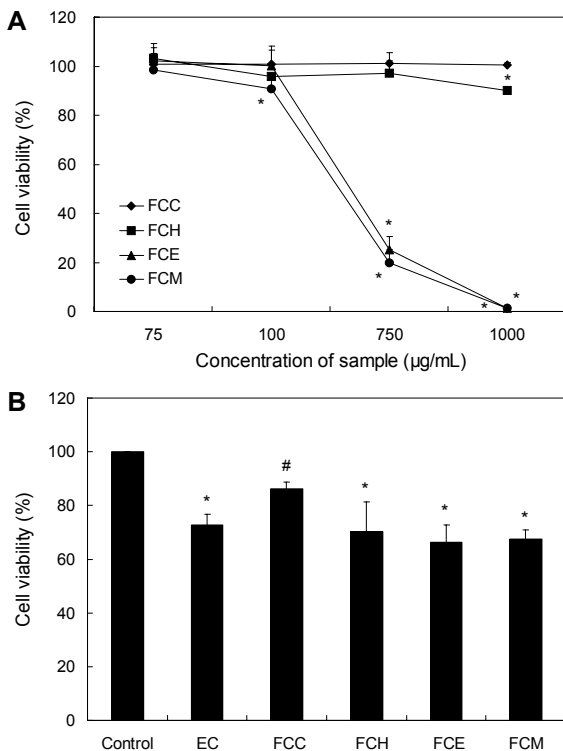 A
120
100
80
60
40
20
0
Cell viability (%)
*
*
*
*
*
*
FCC
FCH
FCE
FCM
75 100 750 1000
Concentration of sample (µg/mL)
B
120
100
80
60
40
20
0
Cell viability (%)
* # * * *
Control EC FCC FCH FCE FCM